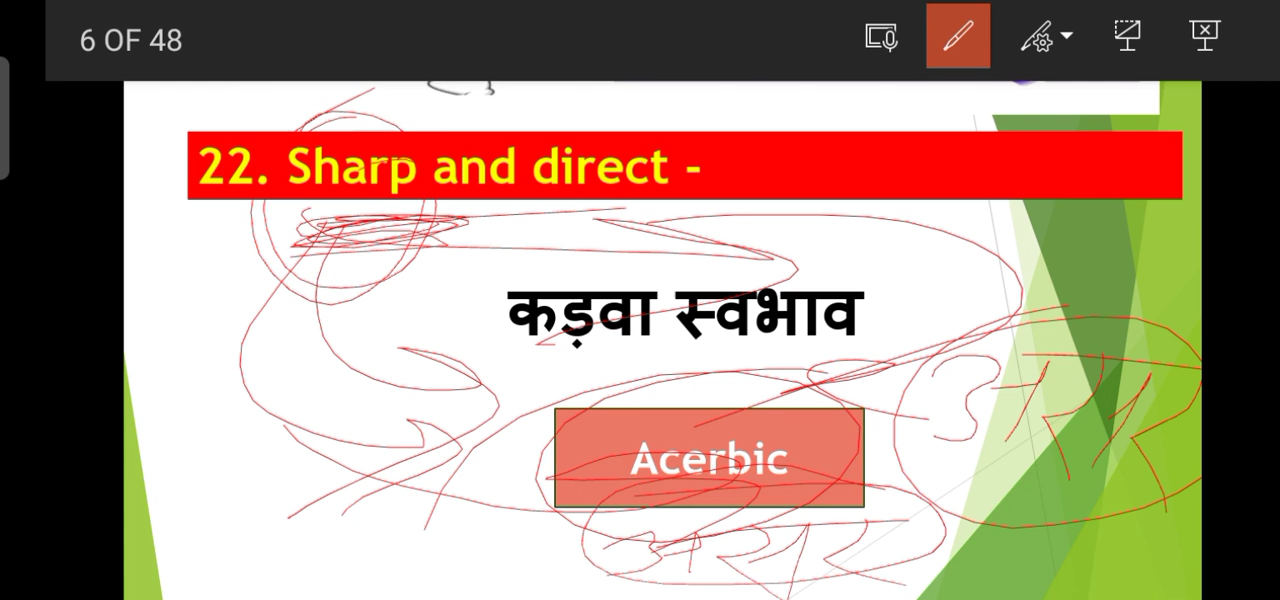 6 OF 48
22. Sharp and direct -
कड़वा स्वभाव
Acerbic